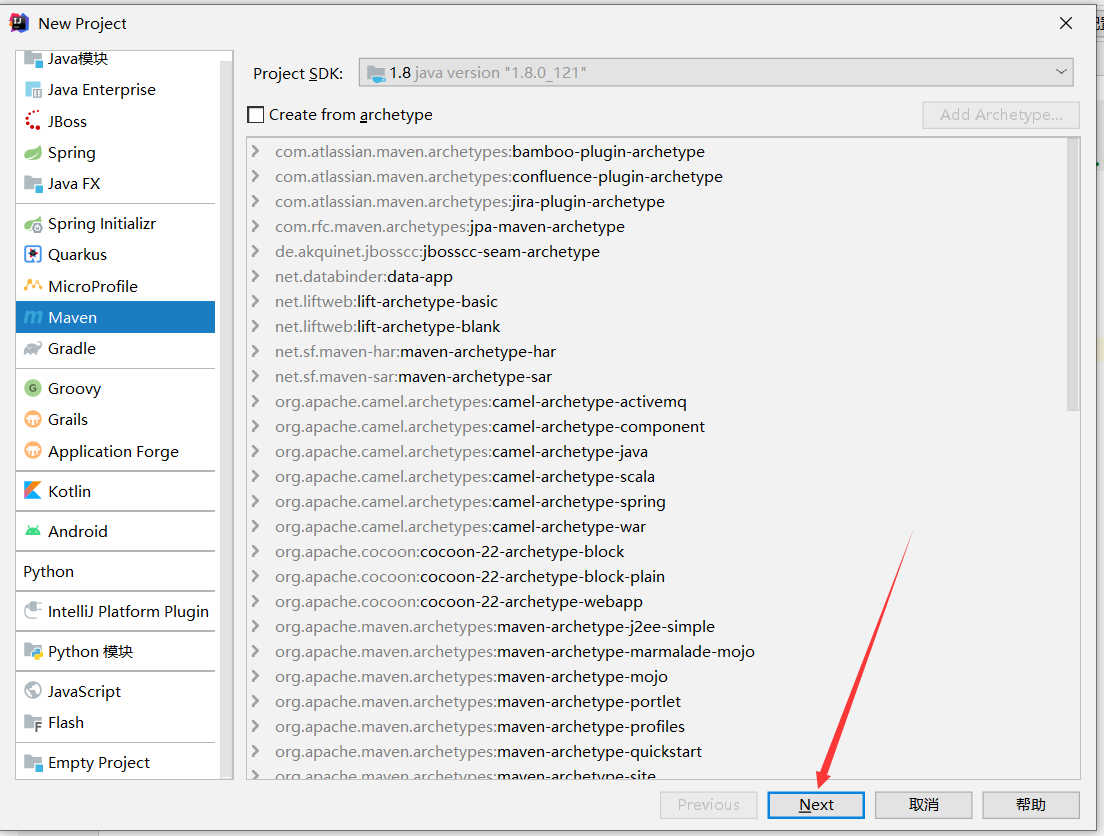 New Project
Java模块
Java Enterprise
JBoss
Spring
Java FX
Spring Initializr
Quarkus
MicroProfile
Maven
Gradle
Groovy
Grails
Application Forge
Kotlin
Android
Python
IntelliJ Platform Plugin
Python 模块
JavaScript
Flash
Empty Project
Project SDK: 1.8 java version "1.8.0_121"
Create from archetype
Add Archetype...
com.atlassian.maven.archetypes:bamboo-plugin-archetype
com.atlassian.maven.archetypes:confluence-plugin-archetype
com.atlassian.maven.archetypes:jira-plugin-archetype
com.rfc.maven.archetypes:jpa-maven-archetype
de.akquinet.jbosscc:jbosscc-seam-archetype
net.databinder:data-app
net.liftweb:lift-archetype-basic
net.liftweb:lift-archetype-blank
net.sf.maven-har:maven-archetype-har
net.sf.maven-sar:maven-archetype-sar
org.apache.camel.archetypes:camel-archetype-activemq
org.apache.camel.archetypes:camel-archetype-component
org.apache.camel.archetypes:camel-archetype-java
org.apache.camel.archetypes:camel-archetype-scala
org.apache.camel.archetypes:camel-archetype-spring
org.apache.camel.archetypes:camel-archetype-war
org.apache.cocoon:cocoon-22-archetype-block
org.apache.cocoon:cocoon-22-archetype-block-plain
org.apache.cocoon:cocoon-22-archetype-webapp
org.apache.maven.archetypes:maven-archetype-j2ee-simple
org.apache.maven.archetypes:maven-archetype-marmalade-mojo
org.apache.maven.archetypes:maven-archetype-mojo
org.apache.maven.archetypes:maven-archetype-portlet
org.apache.maven.archetypes:maven-archetype-profiles
org.apache.maven.archetypes:maven-archetype-quickstart
org.apache.maven.archetypes:maven-archetype-site
Previous
Next
取消
帮助